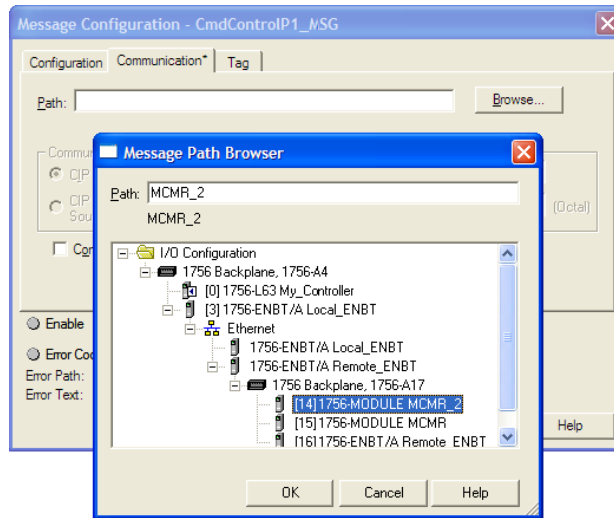 Message Configuration - CmdControlP1_MSG
Configuration Communication* Tag
Path: Browse...
Message Path Browser
Path: MCMR_2
MCMR_2
CIP
CIP
(Octal)
I/O Configuration
1756 Backplane, 1756-A4
[0] 1756-L63 My_Controller
[3] 1756-ENBT/A Local_ENBT
Ethernet
1756-ENBT/A Local_ENBT
1756-ENBT/A Remote_ENBT
1756 Backplane, 1756-A17
[14] 1756-MODULE MCMR_2
[15] 1756-MODULE MCMR
[16] 1756-ENBT/A Remote_ENBT
Enable
Error Path:
Error Text:
Help
OK Cancel Help